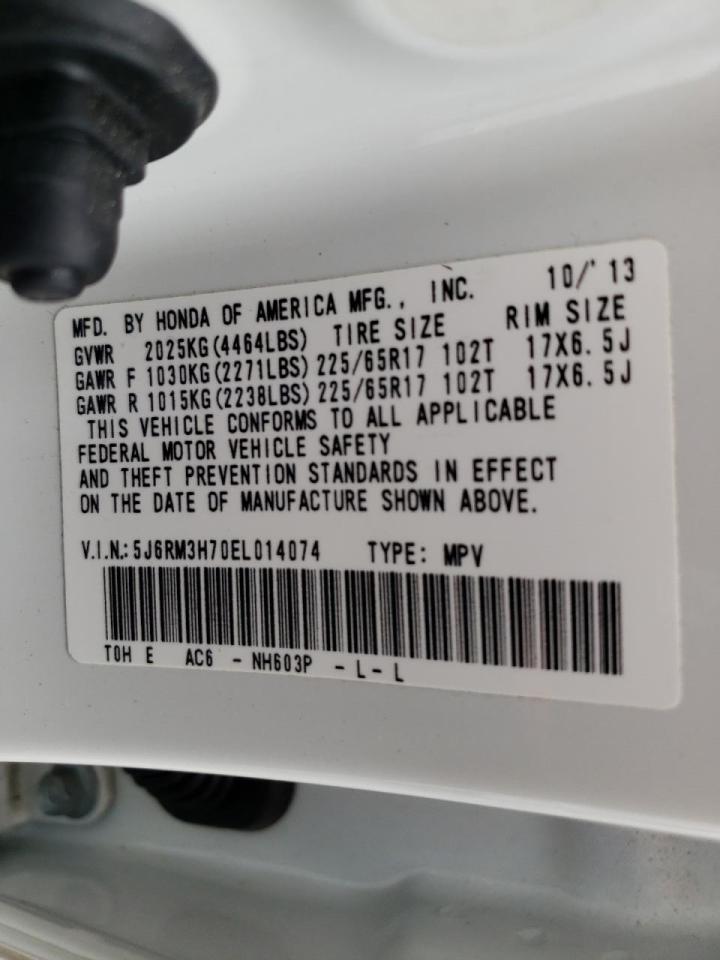 MFD. BY HONDA OF AMERICA MFG., INC. 10/'13
GVWR 2025KG(4464LBS) TIRE SIZE RIM SIZE
GAWR F 1030KG(2271LBS) 225/65R17 102T 17X6.5J
GAWR R 1015KG(2238LBS) 225/65R17 102T 17X6.5J
THIS VEHICLE CONFORMS TO ALL APPLICABLE
FEDERAL MOTOR VEHICLE SAFETY
AND THEFT PREVENTION STANDARDS IN EFFECT
ON THE DATE OF MANUFACTURE SHOWN ABOVE.
V.I.N.: 5J6RM3H70EL014074 TYPE: MPV
T0H E AC6 - NH603P - L - L